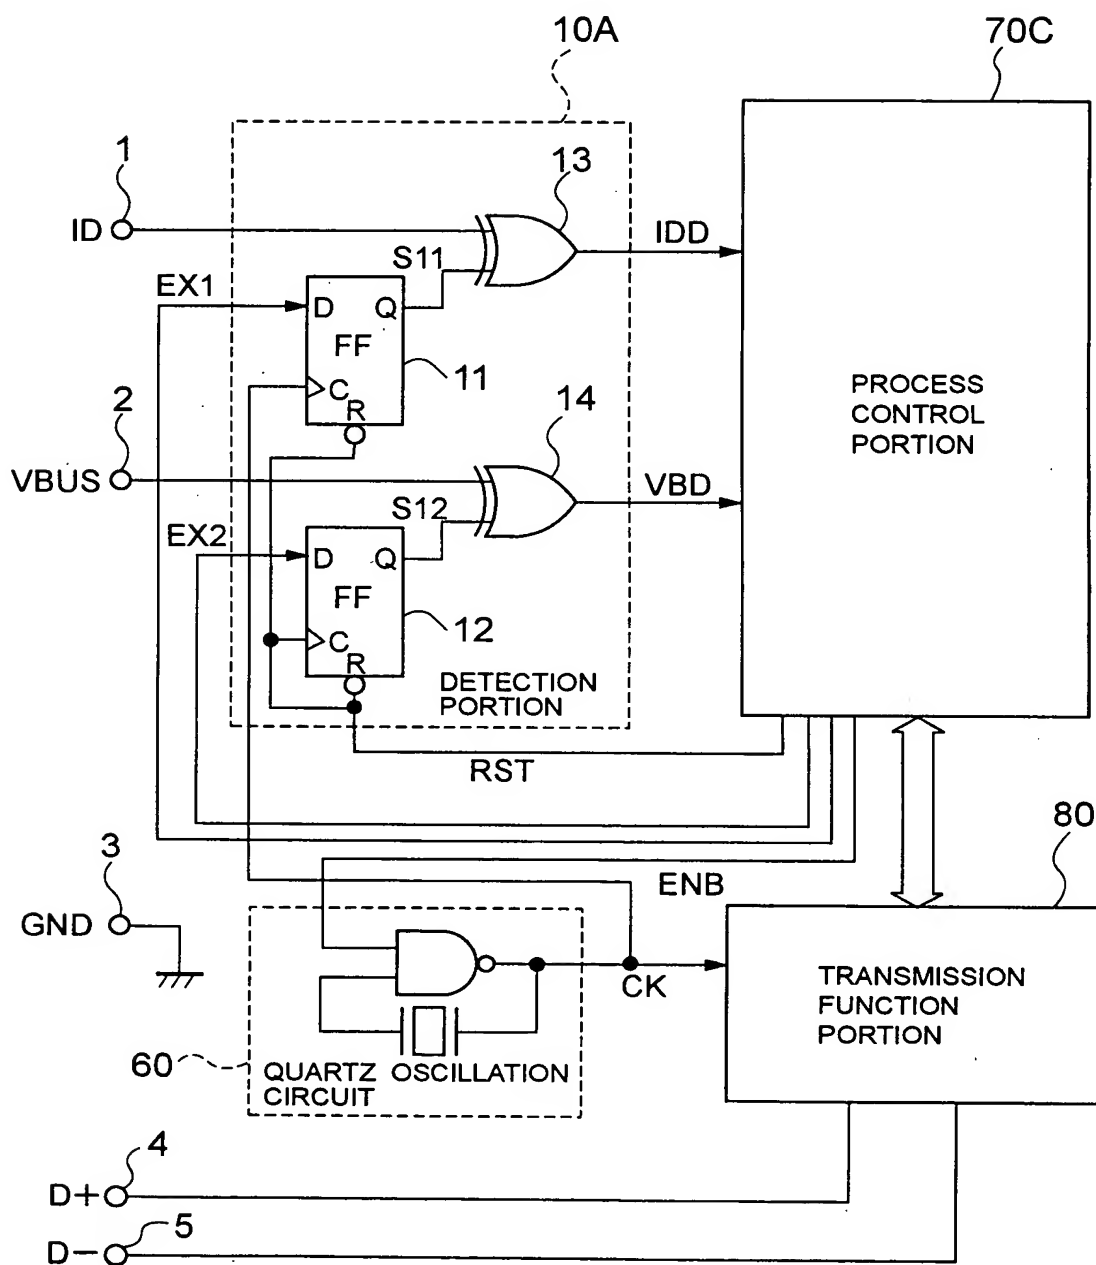 10A
70C
1
13
ID
IDD
S11
EX1
D
Q
FF
11
C
R
2
14
VBUS
VBD
S12
EX2
D
Q
FF
12
C
R
PROCESS
CONTROL
PORTION
DETECTION
PORTION
RST
80
3
ENB
GND
CK
TRANSMISSION
FUNCTION
PORTION
60
QUARTZ OSCILLATION
CIRCUIT
4
D+
5
D−